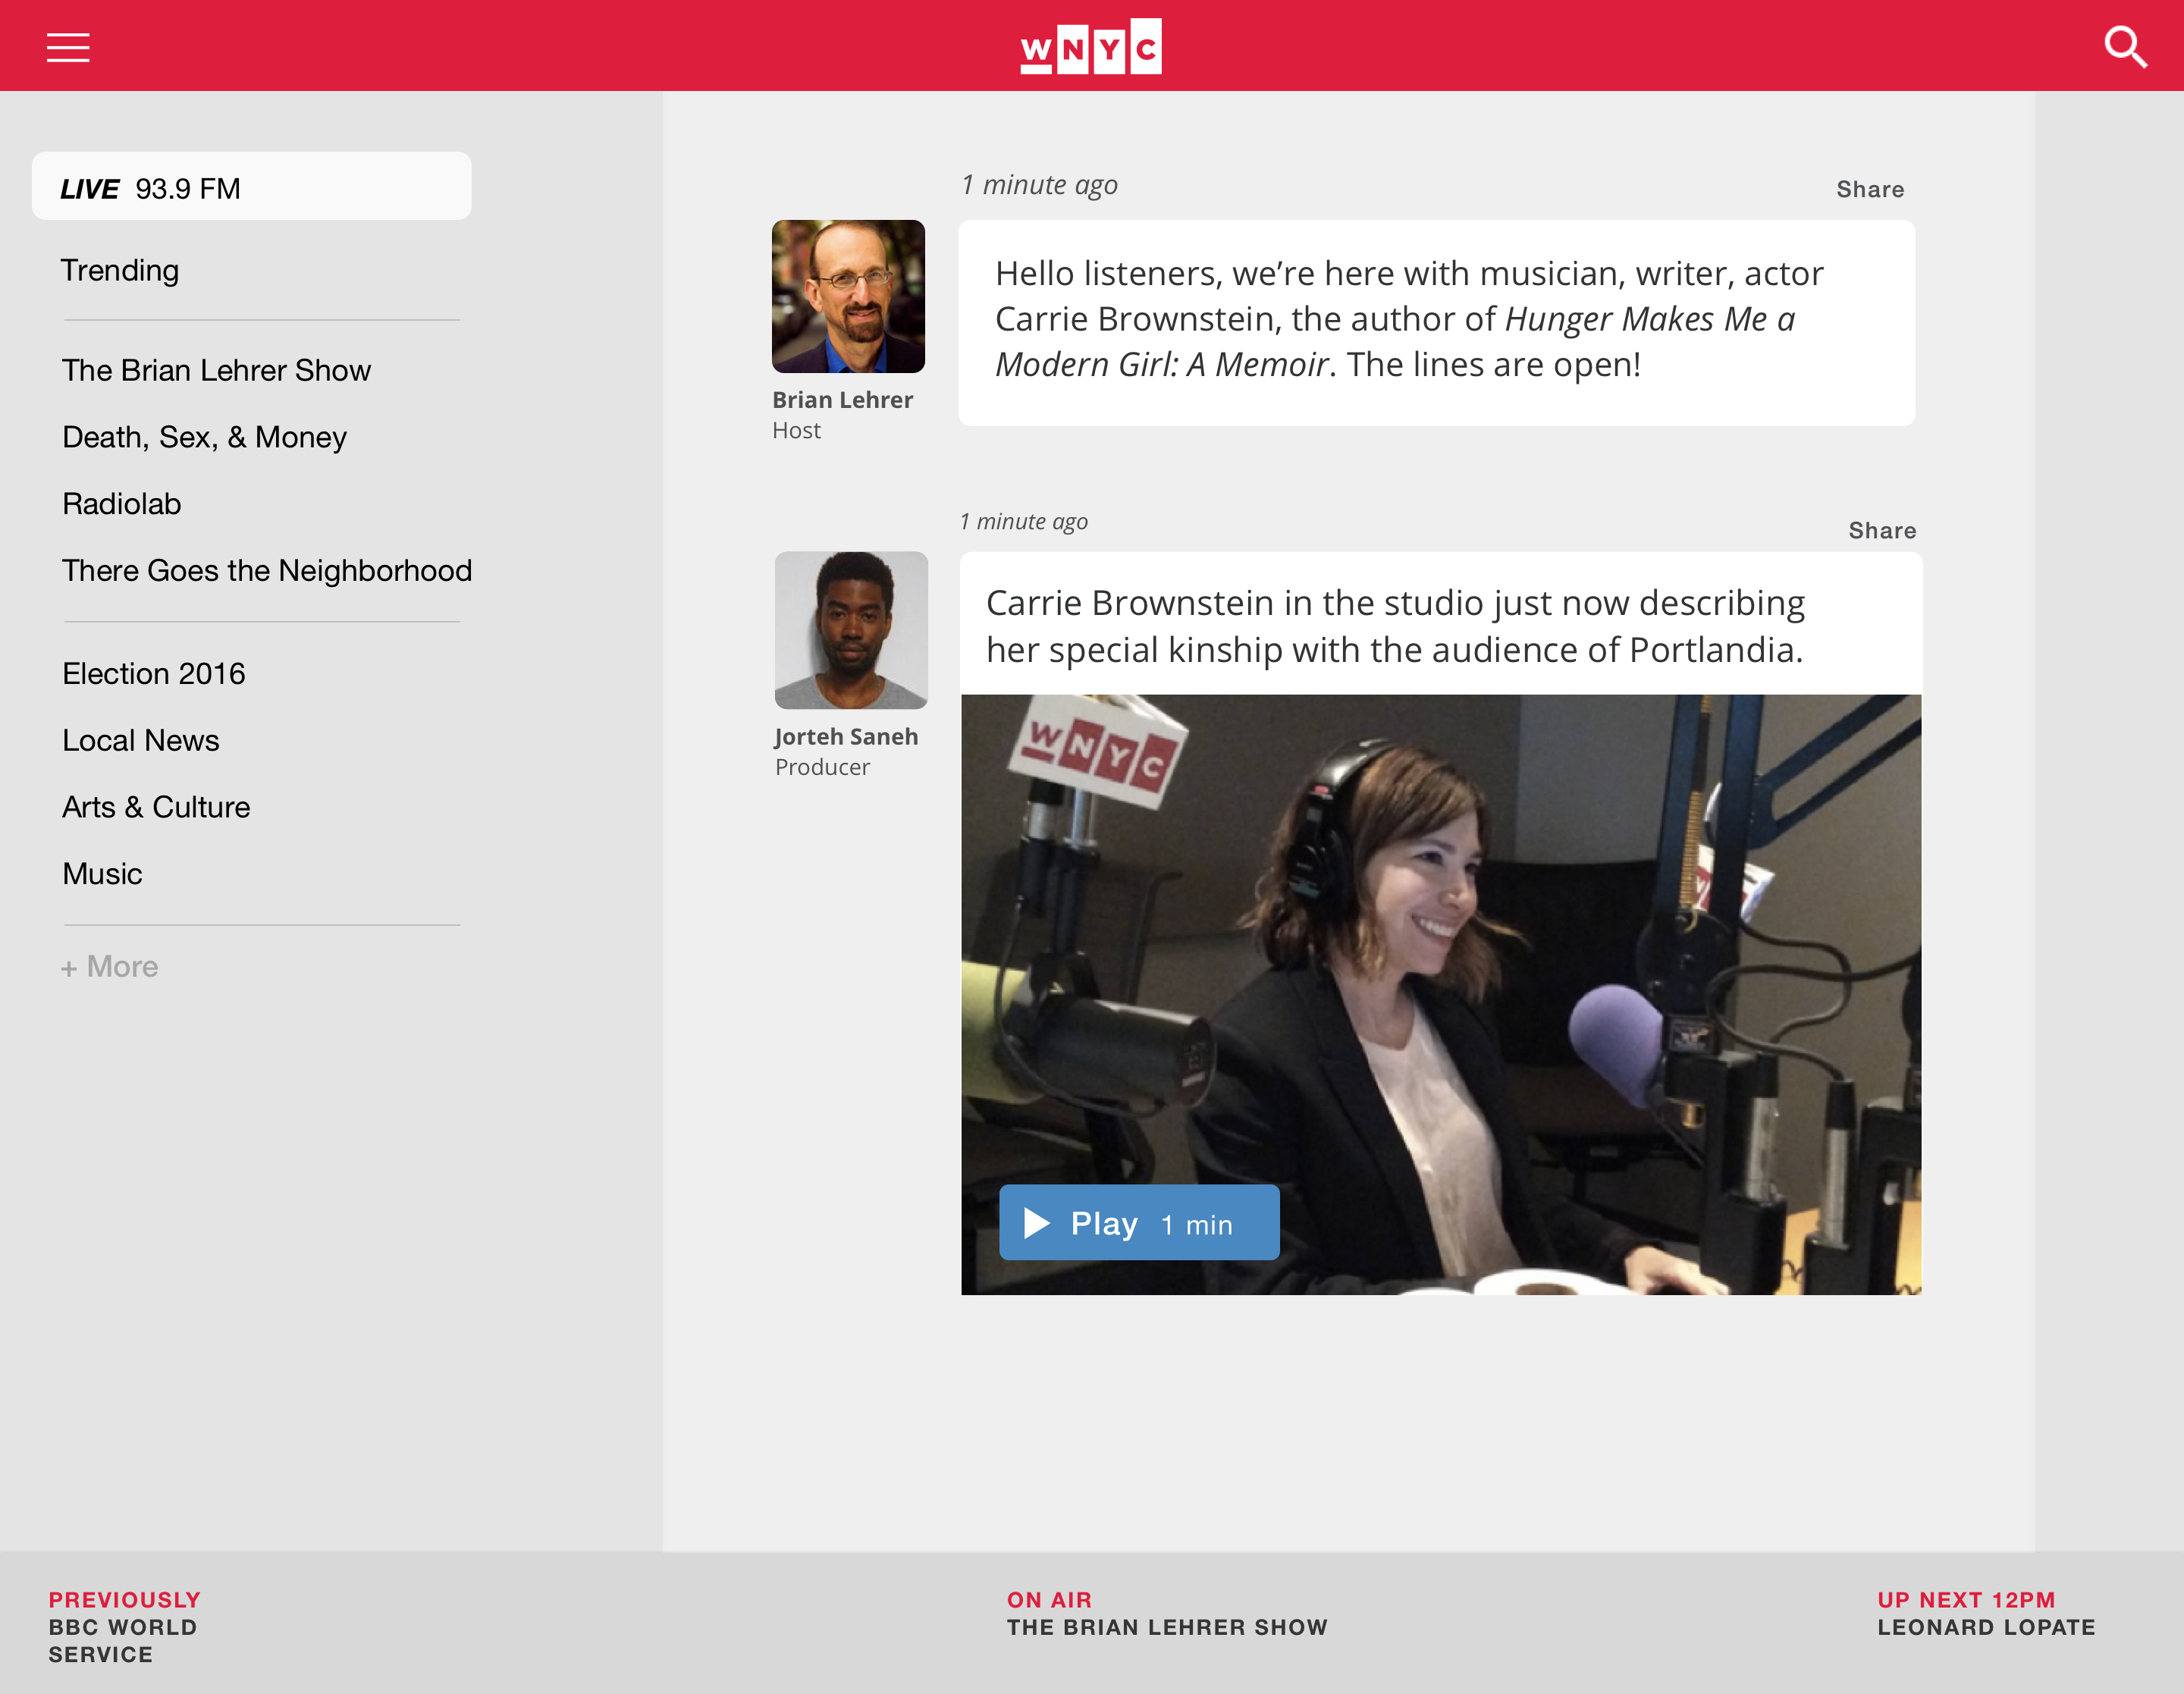 WNYC
LIVE 93.9 FM
Trending
The Brian Lehrer Show
Death, Sex, & Money
Radiolab
There Goes the Neighborhood
Election 2016
Local News
Arts & Culture
Music
+ More
1 minute ago
Share
Hello listeners, we’re here with musician, writer, actor
Carrie Brownstein, the author of Hunger Makes Me a
Modern Girl: A Memoir. The lines are open!
Brian Lehrer
Host
1 minute ago
Share
Carrie Brownstein in the studio just now describing
her special kinship with the audience of Portlandia.
Jorteh Saneh
Producer
WNYC
Play 1 min
PREVIOUSLY
BBC WORLD
SERVICE
ON AIR
THE BRIAN LEHRER SHOW
UP NEXT 12PM
LEONARD LOPATE